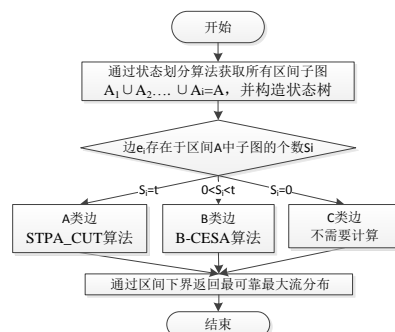 开始
通过状态划分算法获取所有区间子图
A₁∪A₂…. ∪Ai=A，并构造状态树
边eᵢ存在于区间A中子图的个数Si
Sᵢ=t
0<Sᵢ<t
Sᵢ=0
A类边
STPA_CUT算法
B类边
B-CESA算法
C类边
不需要计算
通过区间下界返回最可靠最大流分布
结束